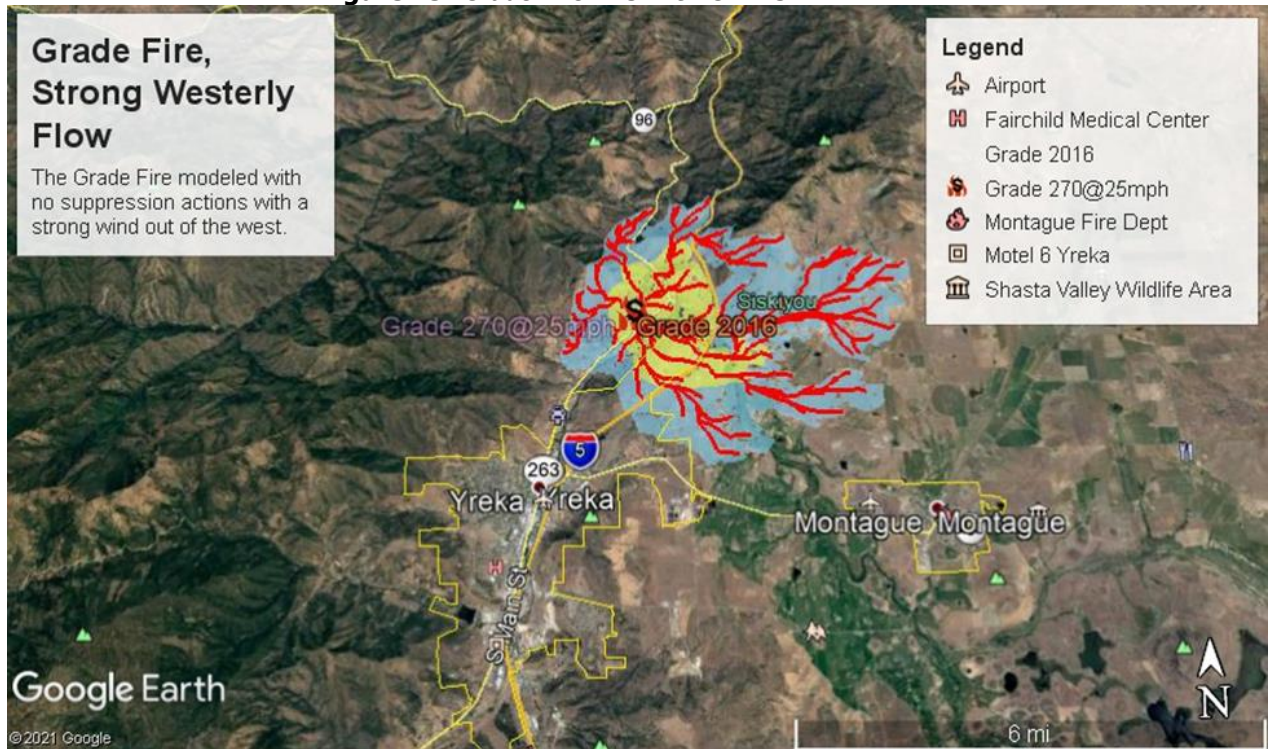 Grade Fire,
Strong Westerly
Flow
The Grade Fire modeled with
no suppression actions with a
strong wind out of the west.
Legend
Airport
Fairchild Medical Center
Grade 2016
Grade 270@25mph
Montague Fire Dept
Motel 6 Yreka
Shasta Valley Wildlife Area
96
Siskiyou
S
Grade 270@25mph
Grade 2016
5
263
Yreka
Yreka
Montague
Montague
H
S Main St
Google Earth
©2021 Google
N
6 mi